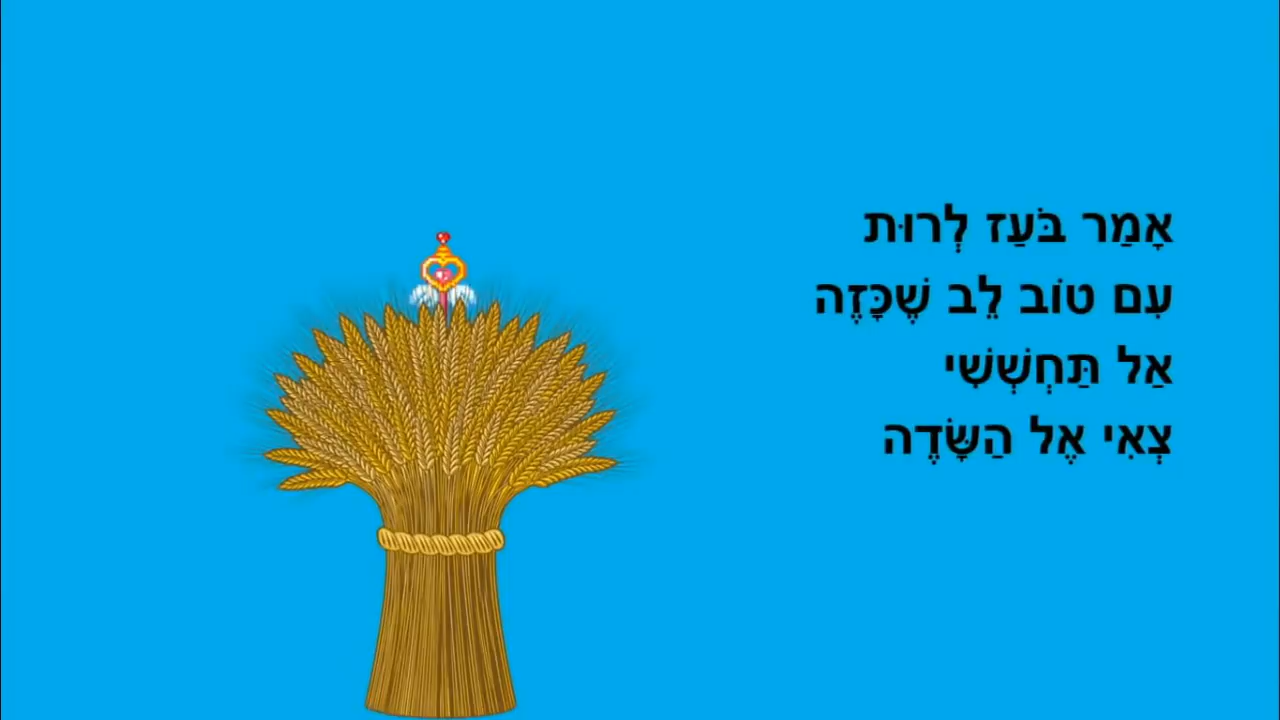 אָמַר בֹּעַז לְרוּת
עִם טוֹב לֵב שֶׁכָּזֶה
אַל תַּחְשְׁשִׁי
צְאִי אֶל הַשָּׂדֶה